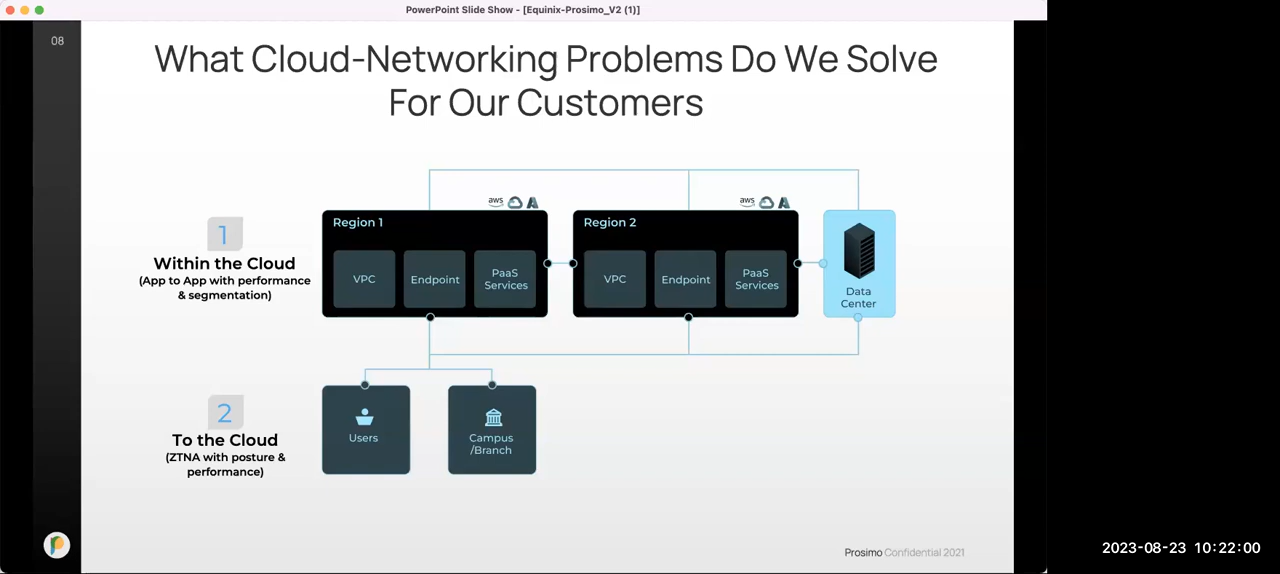 PowerPoint Slide Show - [Equinix-Prosimo_V2 (1)]
08
What Cloud-Networking Problems Do We Solve
For Our Customers
1
Within the Cloud
(App to App with performance
& segmentation)
aws
Region 1
VPC
Endpoint
PaaS
Services
aws
Region 2
VPC
Endpoint
PaaS
Services
Data
Center
2
To the Cloud
(ZTNA with posture &
performance)
Users
Campus
/Branch
Prosimo Confidential 2021
2023-08-23 10:22:00